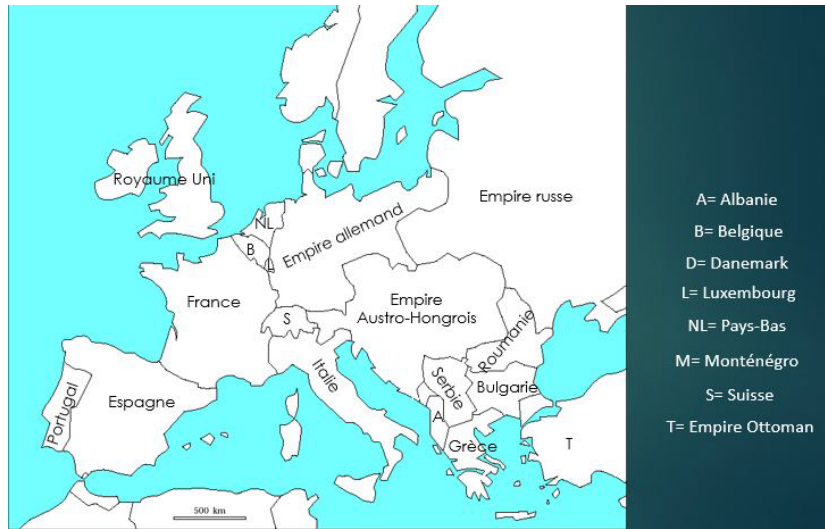 Royaume Uni
NL
B
L
Empire allemand
Empire russe
France
S
Empire
Austro-Hongrois
Roumanie
Italie
Serbie
Bulgarie
Portugal
Espagne
A
Grèce
T
500 km
A= Albanie
B= Belgique
D= Danemark
L= Luxembourg
NL= Pays-Bas
M= Monténégro
S= Suisse
T= Empire Ottoman